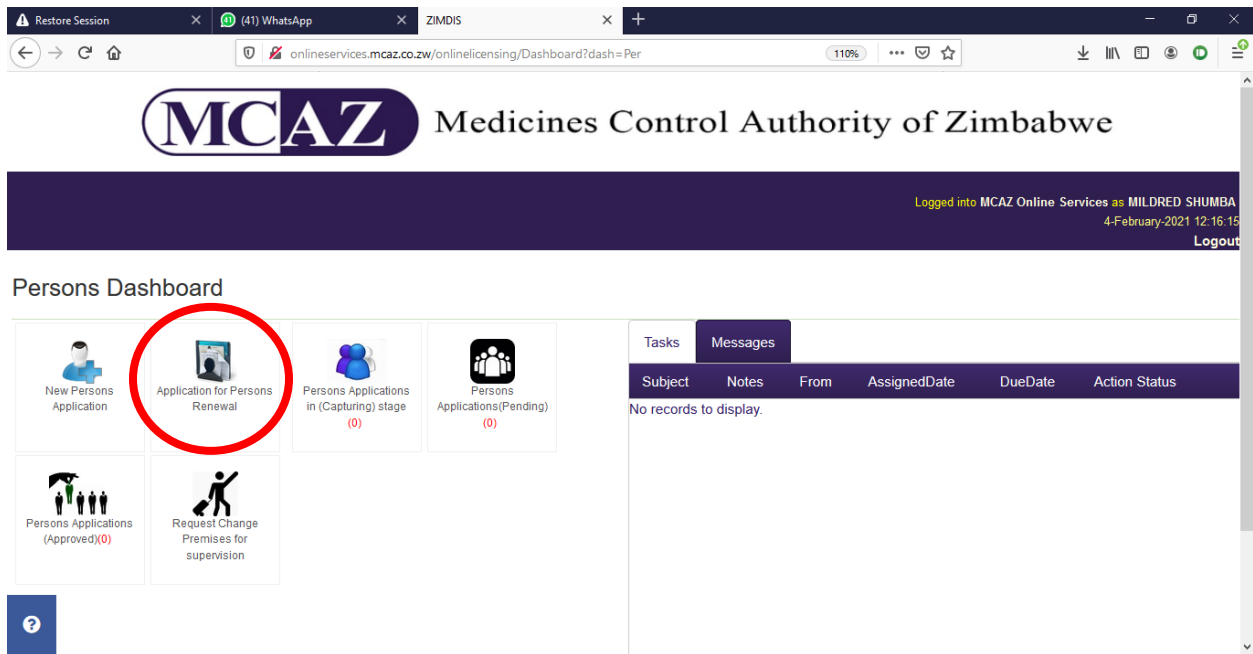 Restore Session
(41) WhatsApp
ZIMDIS
onlineservices.mcaz.co.zw/onlinelicensing/Dashboard?dash=Per
110%
MCAZ
Medicines Control Authority of Zimbabwe
Logged into MCAZ Online Services as MILDRED SHUMBA
4-February-2021 12:16:15
Logout
Persons Dashboard
New Persons
Application
Application for Persons
Renewal
Persons Applications
in (Capturing) stage
(0)
Persons
Applications(Pending)
(0)
Persons Applications
(Approved)(0)
Request Change
Premises for
supervision
Tasks Messages
Subject Notes From AssignedDate DueDate Action Status
No records to display.